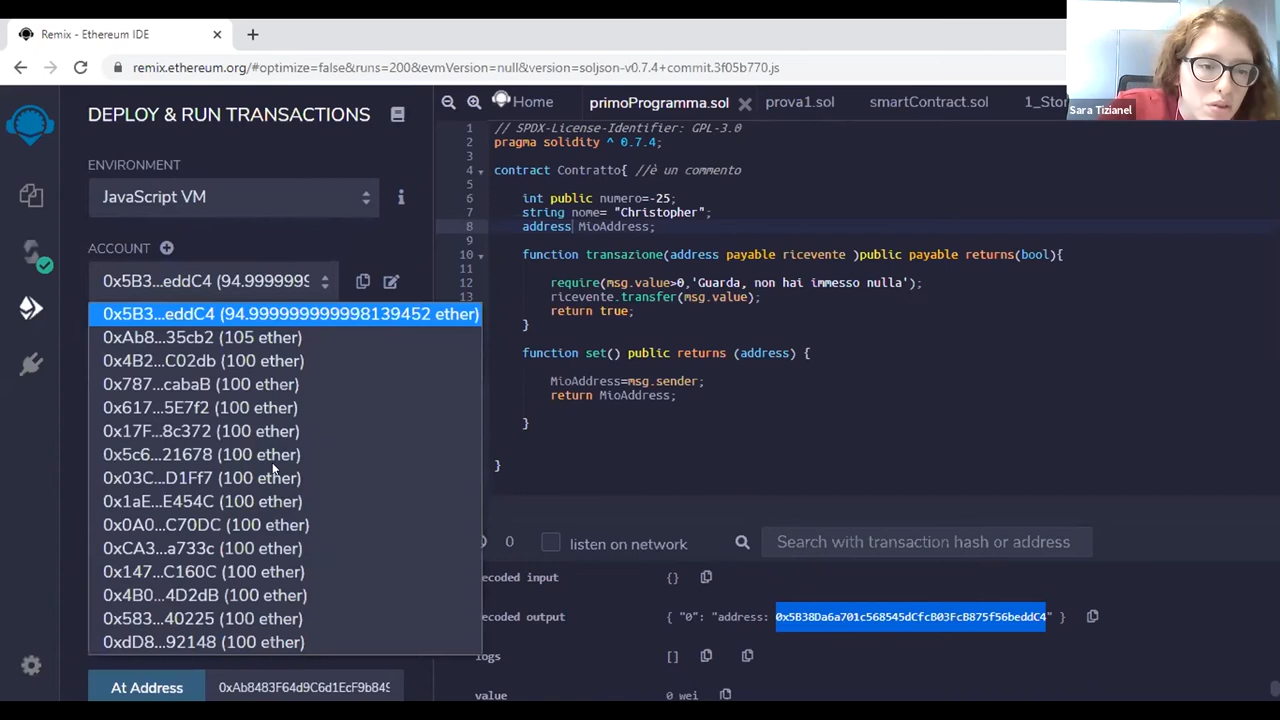 Remix - Ethereum IDE
remix.ethereum.org/#optimize=false&runs=200&evmVersion=null&version=soljson-v0.7.4+commit.3f05b770.js
Sara Tizianel
DEPLOY & RUN TRANSACTIONS
ENVIRONMENT
JavaScript VM
ACCOUNT
0x5B3...eddC4 (94.9999999
0x5B3...eddC4 (94.999999999998139452 ether)
0xAb8...35cb2 (105 ether)
0x4B2...C02db (100 ether)
0x787...cabaB (100 ether)
0x617...5E7f2 (100 ether)
0x17F...8c372 (100 ether)
0x5c6...21678 (100 ether)
0x03C...D1Ff7 (100 ether)
0x1aE...E454C (100 ether)
0x0A0...C70DC (100 ether)
0xCA3...a733c (100 ether)
0x147...C160C (100 ether)
0x4B0...4D2dB (100 ether)
0x583...40225 (100 ether)
0xdD8...92148 (100 ether)
At Address 0xAb8483F64d9C6d1EcF9b849
Home primoProgramma.sol prova1.sol smartContract.sol 1_Stor
1 // SPDX-License-Identifier: GPL-3.0
2 pragma solidity ^ 0.7.4;
3
4 contract Contratto{ //è un commento
5
6 int public numero=-25;
7 string nome= "Christopher";
8 address MioAddress;
9
10 function transazione(address payable ricevente )public payable returns(bool){
11
12 require(msg.value>0,'Guarda, non hai immesso nulla');
13 ricevente.transfer(msg.value);
return true;
}
function set() public returns (address) {
MioAddress=msg.sender;
return MioAddress;
}
}
0 listen on network Search with transaction hash or address
ecoded input {}
ecoded output { "0": "address: 0x5B38Da6a701c568545dCfcB03FcB875f56beddC4" }
logs []
value 0 wei